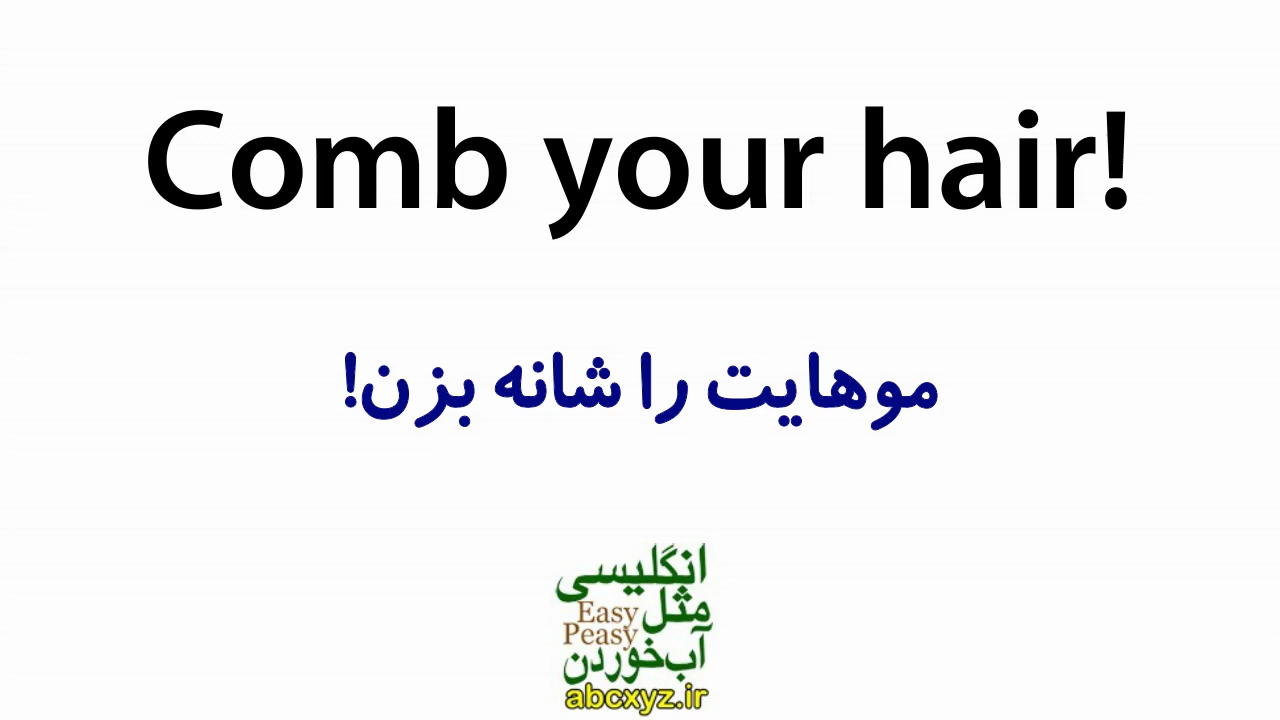 Comb your hair!
موهایت را شانه بزن!
انگلیسی
مثل
Easy
Peasy
آب‌خوردن
abcxyz.ir